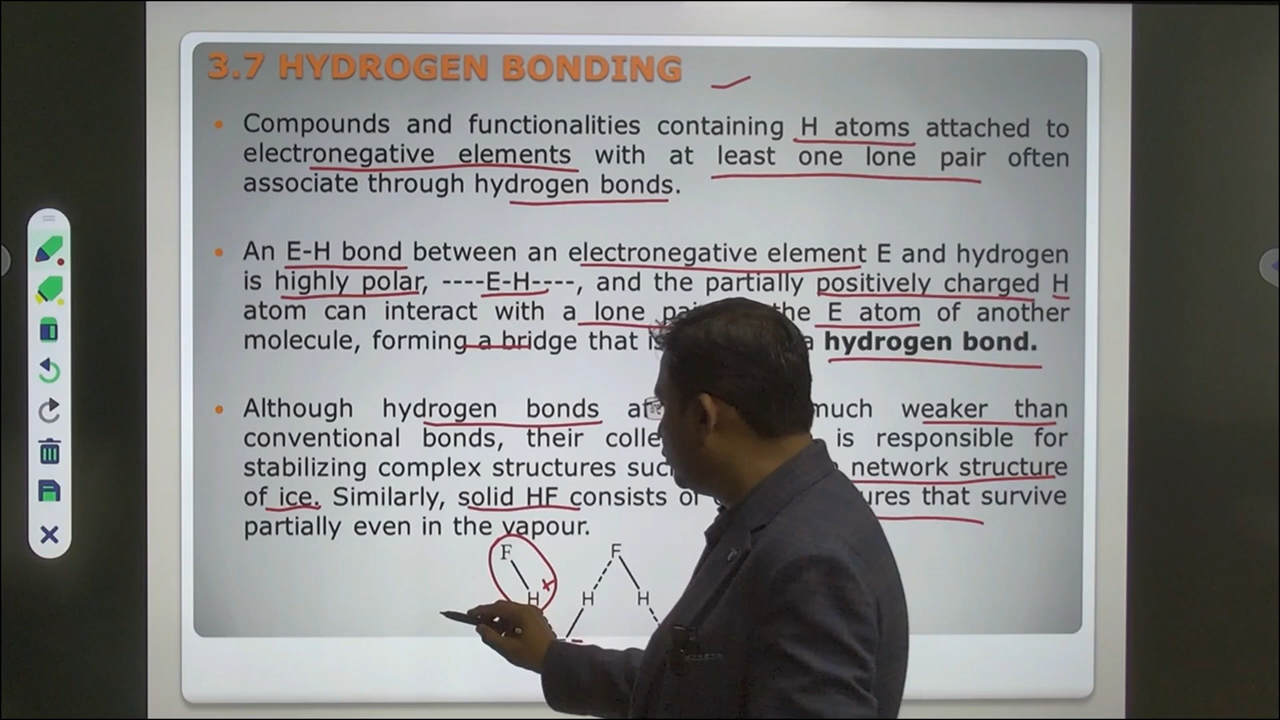 3.7 HYDROGEN BONDING
• Compounds and functionalities containing H atoms attached to
electronegative elements with at least one lone pair often
associate through hydrogen bonds.
• An E-H bond between an electronegative element E and hydrogen
is highly polar, ----E-H----, and the partially positively charged H
atom can interact with a lone the E atom of another
molecule, forming a bridge that a hydrogen bond.
• Although hydrogen bonds much weaker than
conventional bonds, their is responsible for
stabilizing complex structures network structure
of ice. Similarly, solid HF consists that survive
partially even in the vapour.
F F
H H H